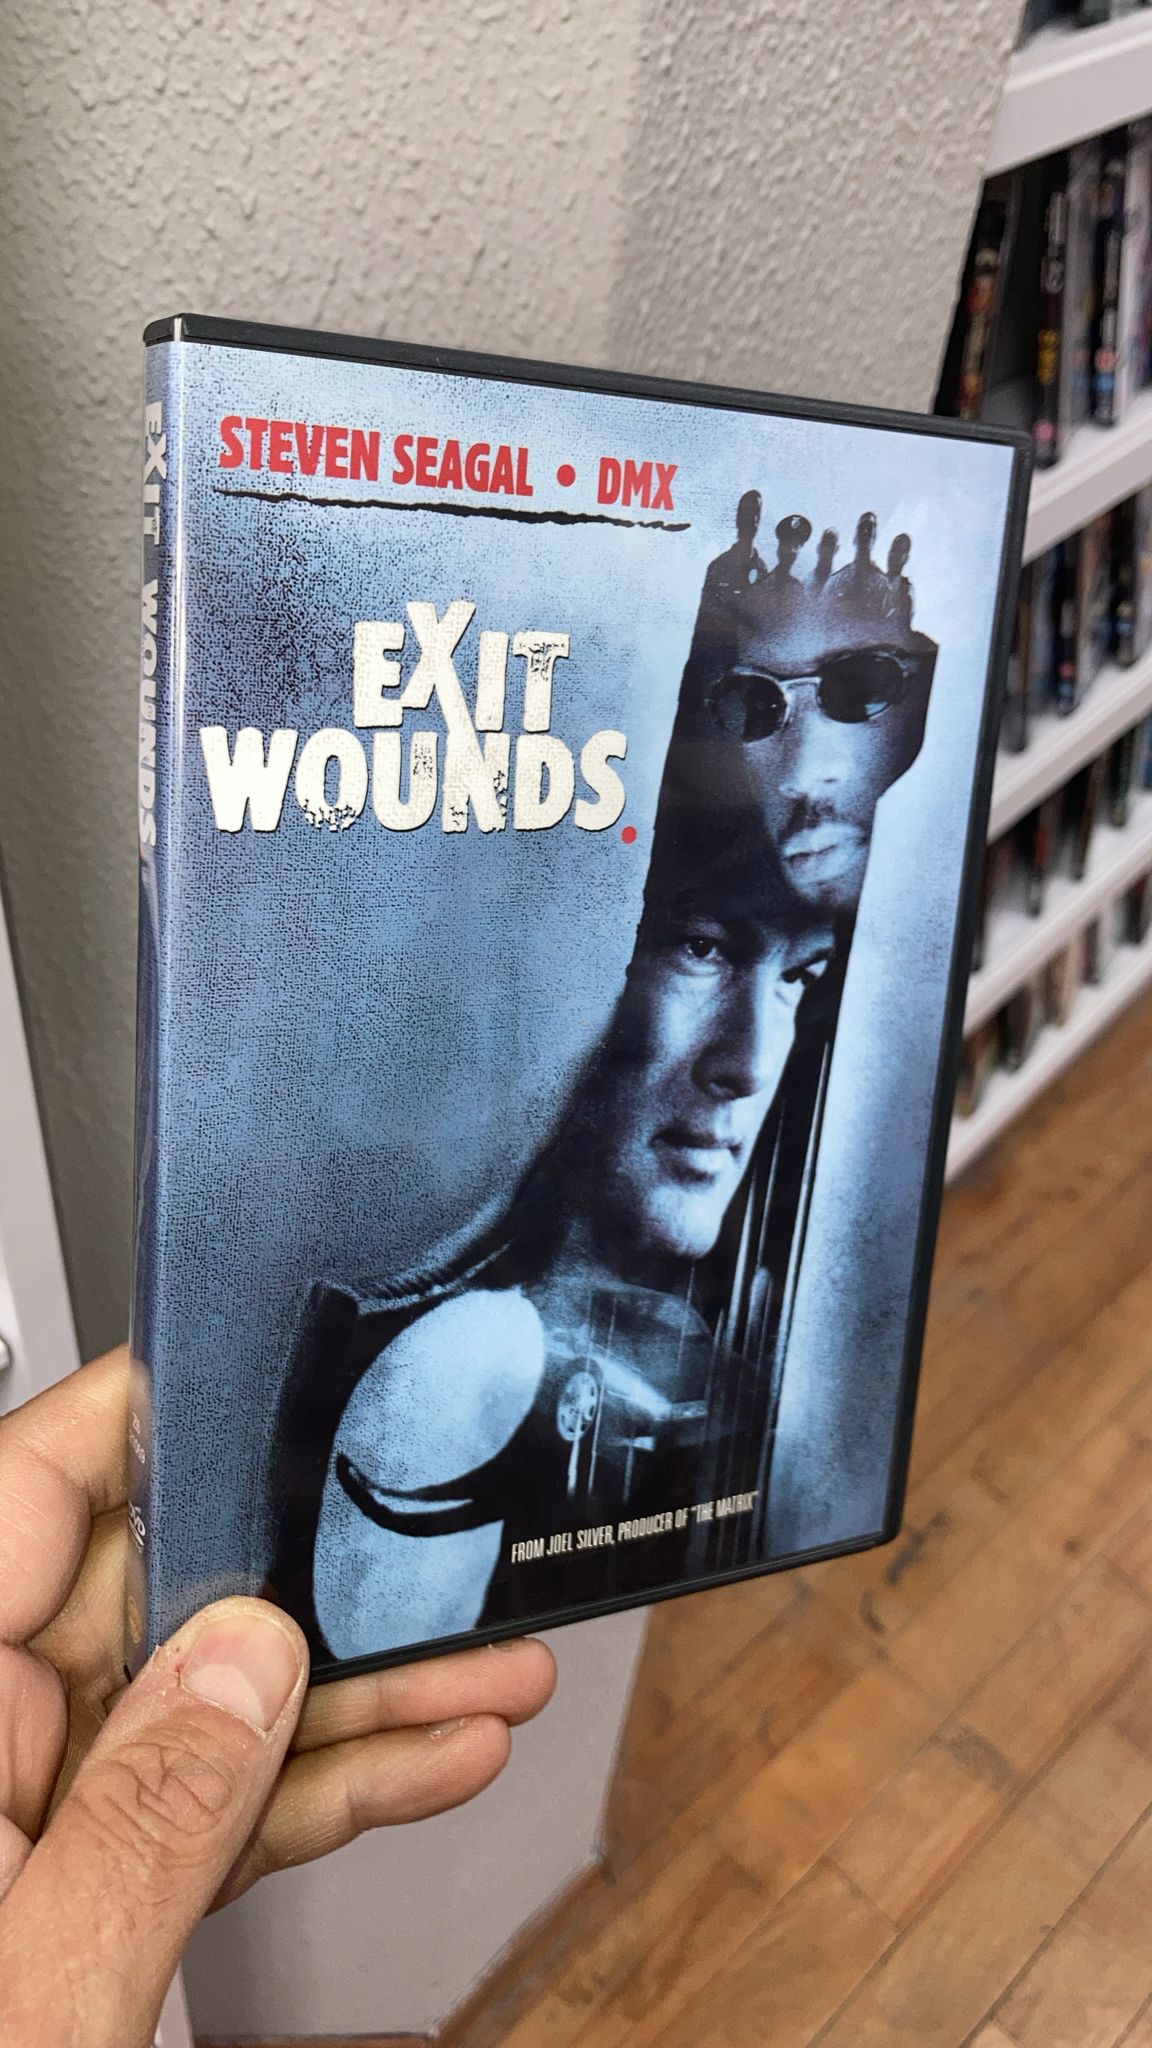 STEVEN SEAGAL • DMX
EXIT
WOUNDS.
FROM JOEL SILVER, PRODUCER OF "THE MATRIX"
EXIT WOUNDS